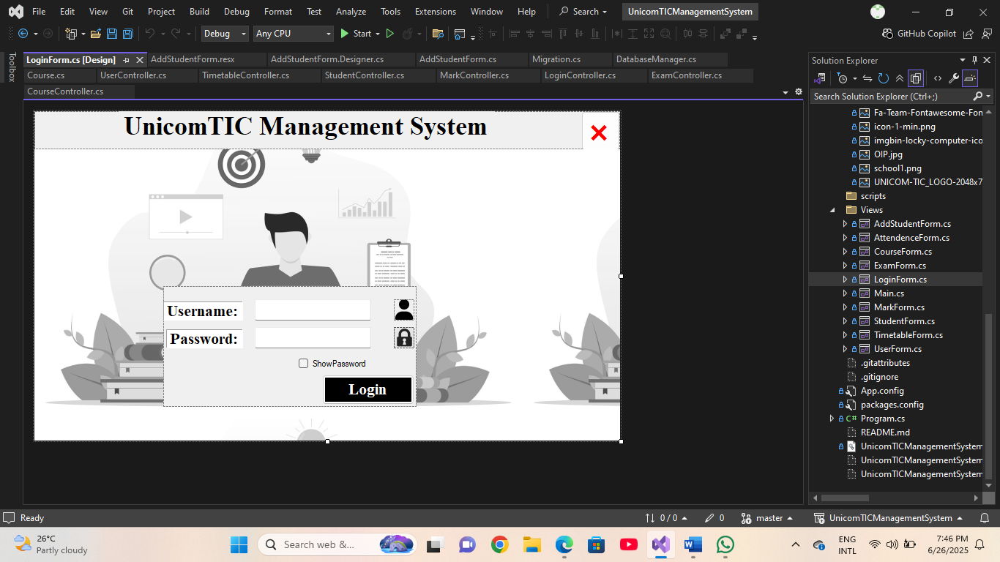 File Edit View Git Project Build Debug Format Test Analyze Tools Extensions Window Help Search UnicomTICManagementSystem
Debug Any CPU Start GitHub Copilot
Toolbox
LoginForm.cs [Design] AddStudentForm.resx AddStudentForm.Designer.cs AddStudentForm.cs Migration.cs DatabaseManager.cs
Course.cs UserController.cs TimetableController.cs StudentController.cs MarkController.cs LoginController.cs ExamController.cs
CourseController.cs
UnicomTIC Management System
Username:
Password:
ShowPassword
Login
Solution Explorer
Search Solution Explorer (Ctrl+;)
Fa-Team-Fontawesome-Fon
icon-1-min.png
imgbin-locky-computer-ico
OIP.jpg
school1.png
UNICOM-TIC_LOGO-2048x7
scripts
Views
AddStudentForm.cs
AttendenceForm.cs
CourseForm.cs
ExamForm.cs
LoginForm.cs
Main.cs
MarkForm.cs
StudentForm.cs
TimetableForm.cs
UserForm.cs
.gitattributes
.gitignore
App.config
packages.config
C# Program.cs
README.md
UnicomTICManagementSystem
UnicomTICManagementSystem
UnicomTICManagementSystem
Ready 0 / 0 0 master UnicomTICManagementSystem
26°C
Partly cloudy
Search web &...
ENG
INTL
7:46 PM
6/26/2025